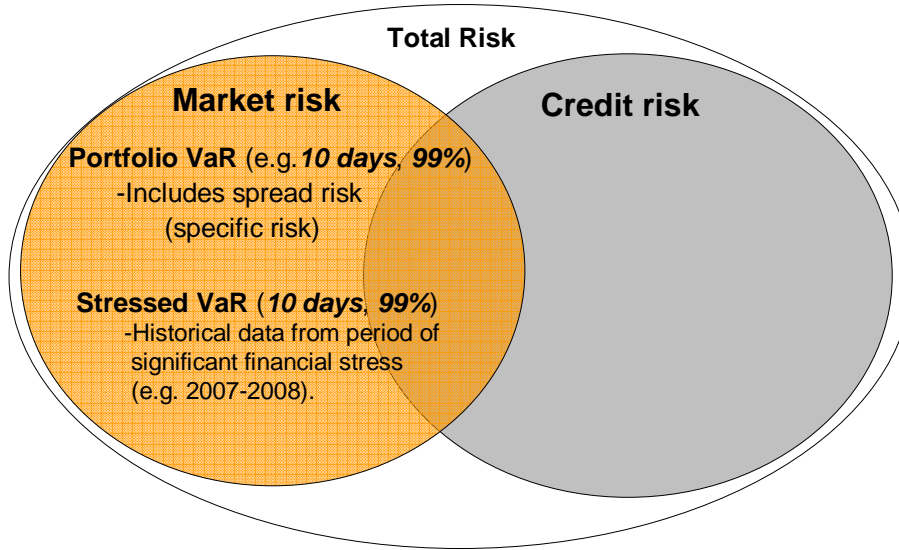 Total Risk
Market risk
Credit risk
Portfolio VaR (e.g. 10 days, 99%)
-Includes spread risk
(specific risk)
Stressed VaR (10 days, 99%)
-Historical data from period of
significant financial stress
(e.g. 2007-2008).